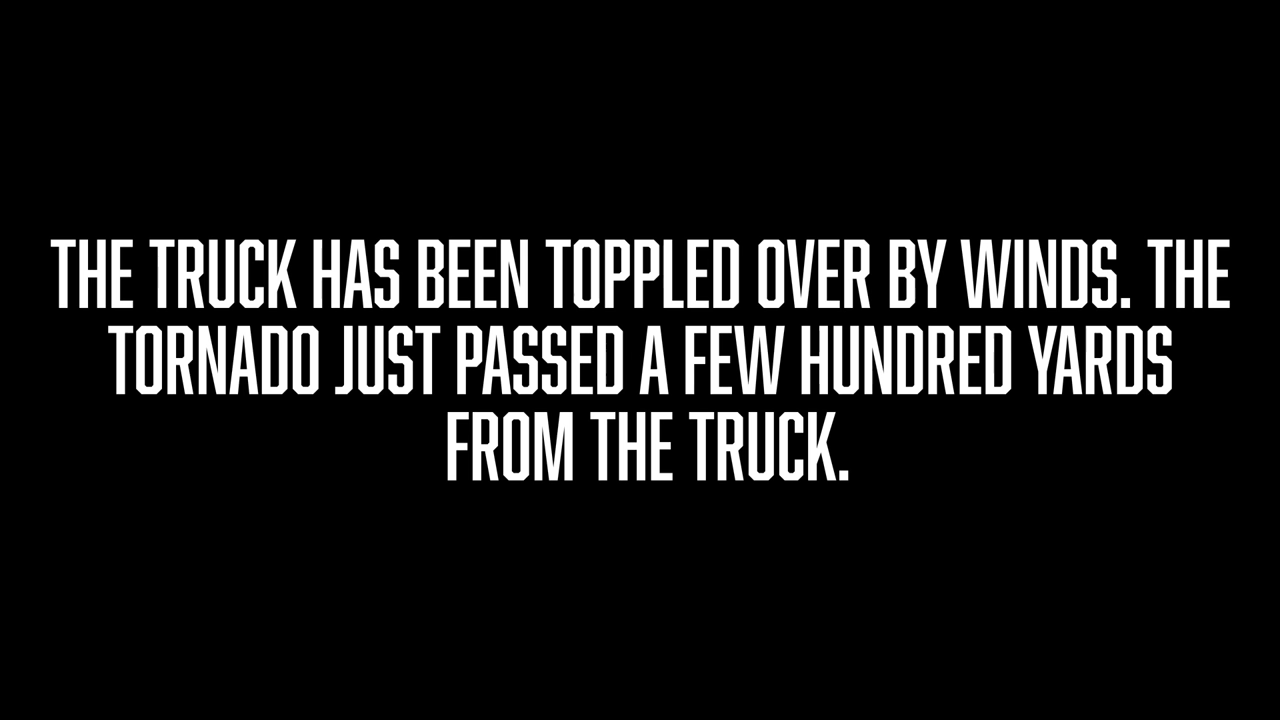 THE TRUCK HAS BEEN TOPPLED OVER BY WINDS. THE
TORNADO JUST PASSED A FEW HUNDRED YARDS
FROM THE TRUCK.